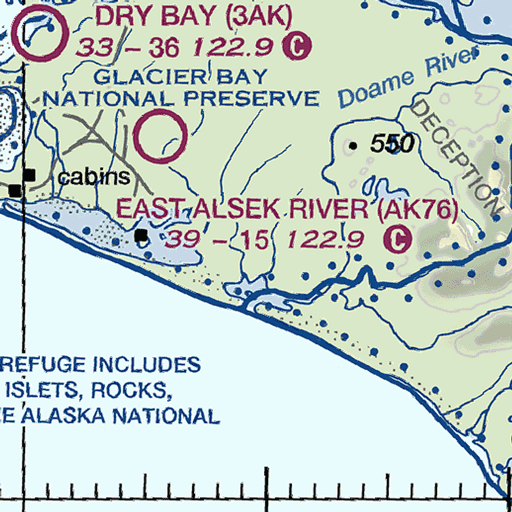 DRY BAY (3AK)
33 - 36 122.9 C
GLACIER BAY
NATIONAL PRESERVE
Doame River
DECEPTION
550
cabins
EAST ALSEK RIVER (AK76)
39 - 15 122.9 C
REFUGE INCLUDES
ISLETS, ROCKS,
ALASKA NATIONAL